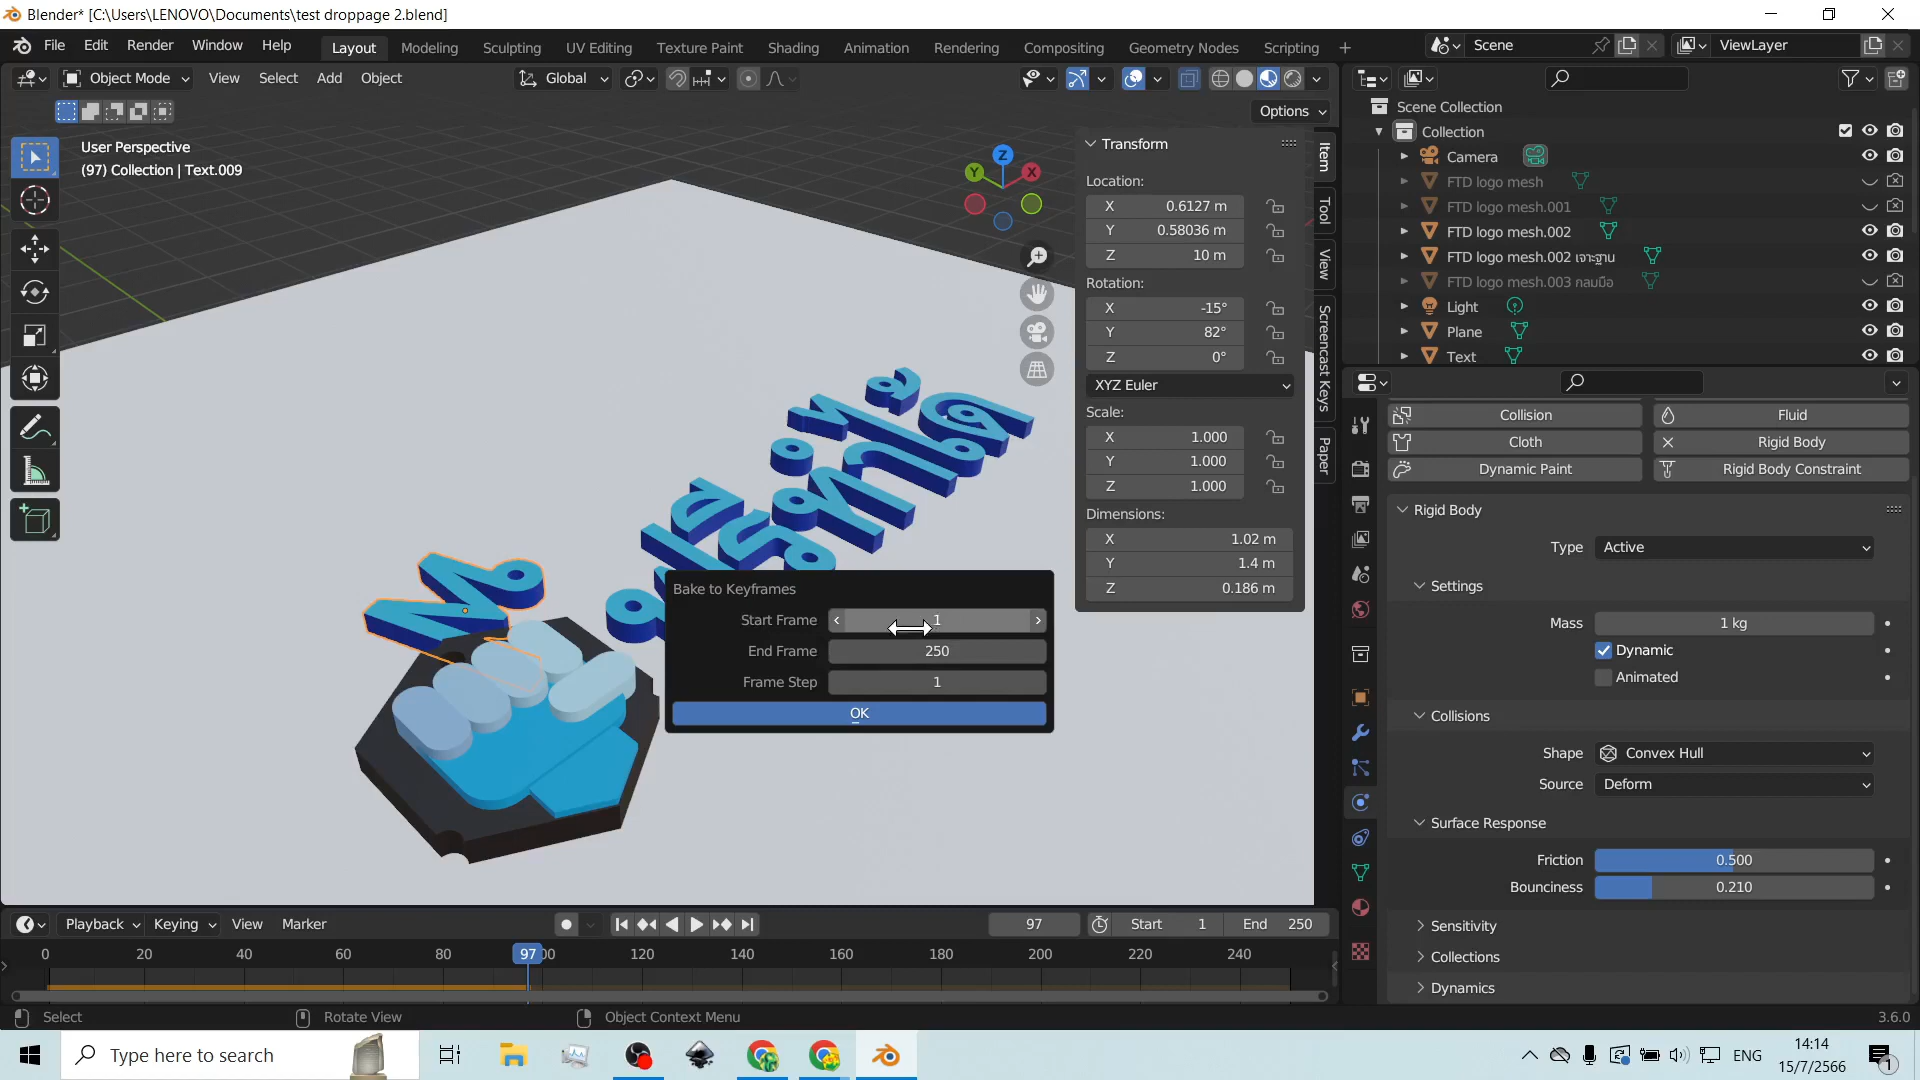 Blender* [C:\Users\LENOVO\Documents\test droppage 2.blend]
File Edit Render Window Help
Layout Modeling Sculpting UV Editing Texture Paint Shading Animation Rendering Compositing Geometry Nodes Scripting +
Scene
ViewLayer
Object Mode View Select Add Object
Global
Options
User Perspective
(97) Collection | Text.009
Z
Y
X
Transform
Location:
X 0.6127 m
Y 0.58036 m
Z 10 m
Rotation:
X -15°
Y 82°
Z 0°
XYZ Euler
Scale:
X 1.000
Y 1.000
Z 1.000
Dimensions:
X 1.02 m
Y 1.4 m
Z 0.186 m
Item
Tool
View
Screencast Keys
Paper
Bake to Keyframes
Start Frame 1
End Frame 250
Frame Step 1
OK
Scene Collection
Collection
Camera
FTD logo mesh
FTD logo mesh.001
FTD logo mesh.002
FTD logo mesh.002 เจาะฐาน
FTD logo mesh.003 กลมมือ
Light
Plane
Text
Collision Fluid
Cloth Rigid Body
Dynamic Paint Rigid Body Constraint
Rigid Body
Type Active
Settings
Mass 1 kg
Dynamic
Animated
Collisions
Shape Convex Hull
Source Deform
Surface Response
Friction 0.500
Bounciness 0.210
Sensitivity
Collections
Dynamics
Playback Keying View Marker
97 Start 1 End 250
0 20 40 60 80 97 00 120 140 160 180 200 220 240
Select Rotate View Object Context Menu 3.6.0
Type here to search
ENG
14:14
15/7/2566
1